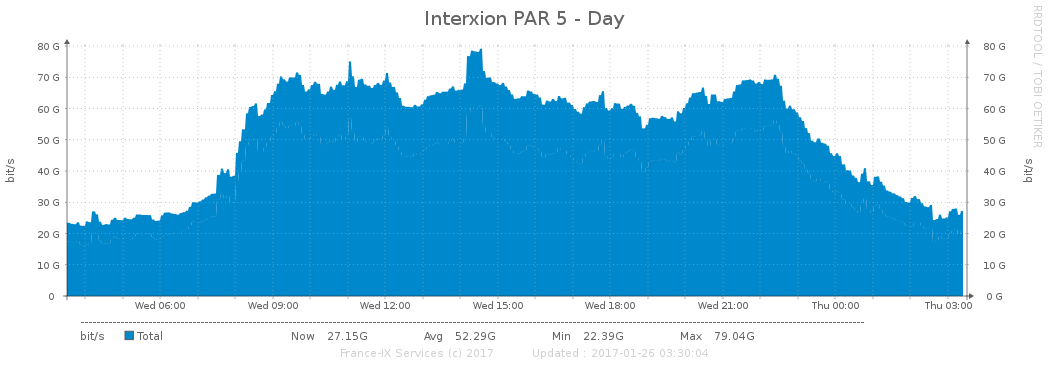 Interxion PAR 5 - Day
RRDTOOL / TOBI OETIKER
bit/s
80 G 80 G
70 G 70 G
60 G 60 G
50 G 50 G
40 G 40 G
30 G 30 G
20 G 20 G
10 G 10 G
0 0 G
bit/s
Wed 06:00 Wed 09:00 Wed 12:00 Wed 15:00 Wed 18:00 Wed 21:00 Thu 00:00 Thu 03:00
bit/s Total Now 27.15G Avg 52.29G Min 22.39G Max 79.04G
France-IX Services (c) 2017 Updated : 2017-01-26 03:30:04